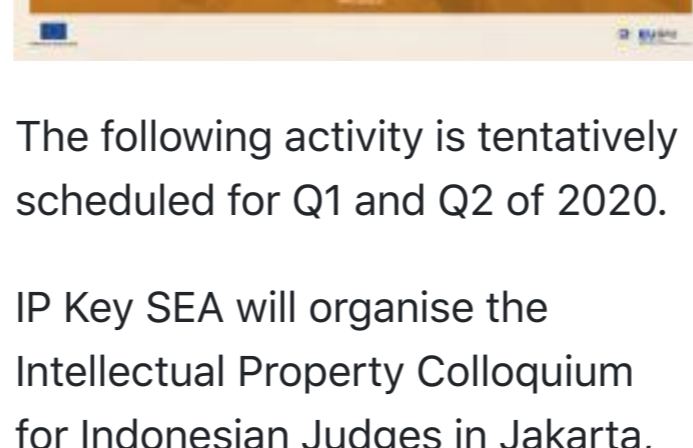 The following activity is tentatively
scheduled for Q1 and Q2 of 2020.
IP Key SEA will organise the
Intellectual Property Colloquium
for Indonesian Judges in Jakarta,